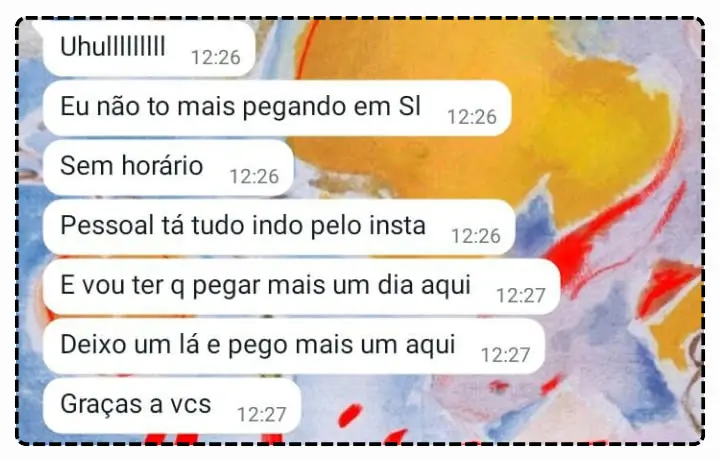 Uhulllllllll 12:26
Eu não to mais pegando em Sl 12:26
Sem horário 12:26
Pessoal tá tudo indo pelo insta 12:26
E vou ter q pegar mais um dia aqui 12:27
Deixo um lá e pego mais um aqui 12:27
Graças a vcs 12:27